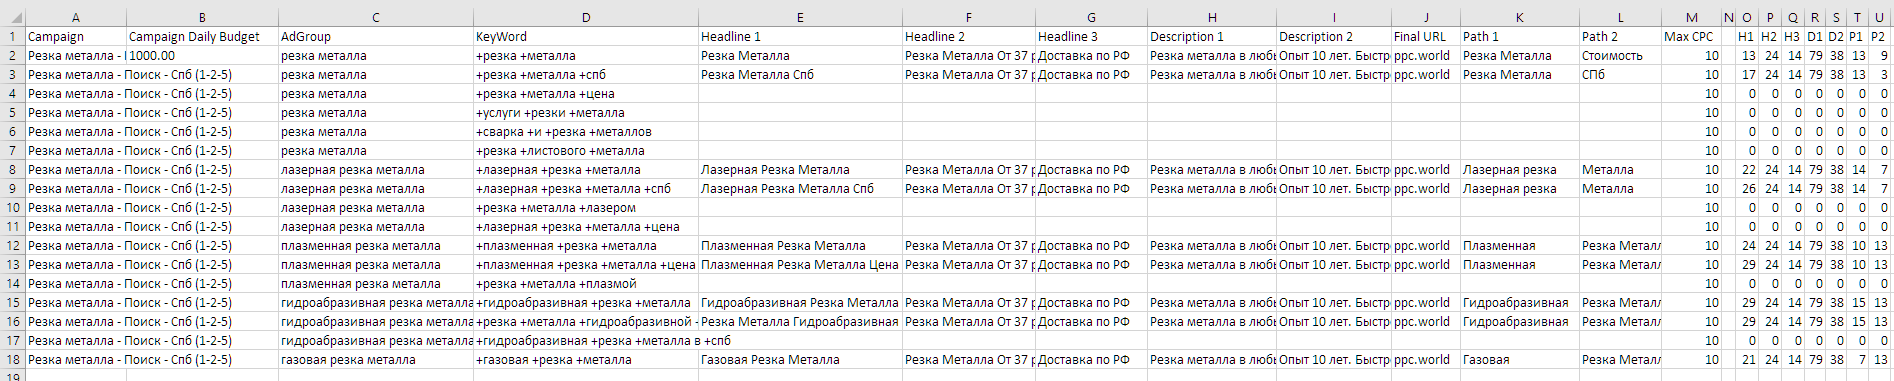 A B C D E F G H I J K L M N O P Q R S T U
1 Campaign Campaign Daily Budget AdGroup KeyWord Headline 1 Headline 2 Headline 3 Description 1 Description 2 Final URL Path 1 Path 2 Max CPC H1 H2 H3 D1 D2 P1 P2
2 Резка металла - 1000.00 резка металла +резка +металла Резка Металла Резка Металла От 37 Доставка по РФ Резка металла в Опыт 10 лет. ppc.world Резка Металла Стоимость 10 13 24 14 79 38 13 9
3 Резка металла - Поиск - Спб (1-2-5) резка металла +резка +металла +спб Резка Металла Спб Резка Металла От 37 Доставка по РФ Резка металла в Опыт 10 лет. ppc.world Резка Металла СПб 10 17 24 14 79 38 13 3
4 Резка металла - Поиск - Спб (1-2-5) резка металла +резка +металла +цена 10 0 0 0 0 0 0 0
5 Резка металла - Поиск - Спб (1-2-5) резка металла +услуги +резки +металла 10 0 0 0 0 0 0 0
6 Резка металла - Поиск - Спб (1-2-5) резка металла +сварка +и +резка +металлов 10 0 0 0 0 0 0 0
7 Резка металла - Поиск - Спб (1-2-5) резка металла +резка +листового +металла 10 0 0 0 0 0 0 0
8 Резка металла - Поиск - Спб (1-2-5) лазерная резка металла +лазерная +резка +металла Лазерная Резка Металла Резка Металла От 37 Доставка по РФ Резка металла в Опыт 10 лет. ppc.world Лазерная резка Металла 10 22 24 14 79 38 14 7
9 Резка металла - Поиск - Спб (1-2-5) лазерная резка металла +лазерная +резка +металла +спб Лазерная Резка Металла Спб Резка Металла От 37 Доставка по РФ Резка металла в Опыт 10 лет. ppc.world Лазерная резка Металла 10 26 24 14 79 38 14 7
10 Резка металла - Поиск - Спб (1-2-5) лазерная резка металла +резка +металла +лазером 10 0 0 0 0 0 0 0
11 Резка металла - Поиск - Спб (1-2-5) лазерная резка металла +лазерная +резка +металла +цена 10 0 0 0 0 0 0 0
12 Резка металла - Поиск - Спб (1-2-5) плазменная резка металла +плазменная +резка +металла Плазменная Резка Металла Резка Металла От 37 Доставка по РФ Резка металла в Опыт 10 лет. ppc.world Плазменная Резка 10 24 24 14 79 38 10 13
13 Резка металла - Поиск - Спб (1-2-5) плазменная резка металла +плазменная +резка +металла +цена Плазменная Резка Металла Цена Резка Металла От 37 Доставка по РФ Резка металла в Опыт 10 лет. ppc.world Плазменная Резка 10 29 24 14 79 38 10 13
14 Резка металла - Поиск - Спб (1-2-5) плазменная резка металла +резка +металла +плазмой 10 0 0 0 0 0 0 0
15 Резка металла - Поиск - Спб (1-2-5) гидроабразивная резка металла +гидроабразивная +резка +металла Гидроабразивная Резка Металла Резка Металла От 37 Доставка по РФ Резка металла в Опыт 10 лет. ppc.world Гидроабразивная Резка 10 29 24 14 79 38 15 13
16 Резка металла - Поиск - Спб (1-2-5) гидроабразивная резка металла +резка +металла +гидроабразивной Резка Металла Гидроабразивная Резка Металла От 37 Доставка по РФ Резка металла в Опыт 10 лет. ppc.world Гидроабразивная Резка 10 29 24 14 79 38 15 13
17 Резка металла - Поиск - Спб (1-2-5) гидроабразивная резка металла +гидроабразивная +резка +металла в +спб 10 0 0 0 0 0 0 0
18 Резка металла - Поиск - Спб (1-2-5) газовая резка металла +газовая +резка +металла Газовая Резка Металла Резка Металла От 37 Доставка по РФ Резка металла в Опыт 10 лет. ppc.world Газовая Резка 10 21 24 14 79 38 7 13
19